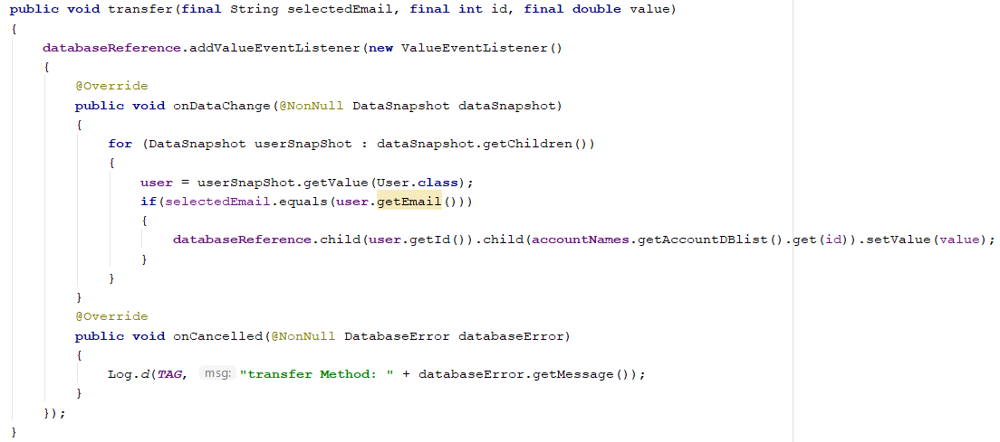 public void transfer(final String selectedEmail, final int id, final double value)
{
databaseReference.addValueEventListener(new ValueEventListener()
{
@Override
public void onDataChange(@NonNull DataSnapshot dataSnapshot)
{
for (DataSnapshot userSnapShot : dataSnapshot.getChildren())
{
user = userSnapShot.getValue(User.class);
if(selectedEmail.equals(user.getEmail()))
{
databaseReference.child(user.getId()).child(accountNames.getAccountDBlist().get(id)).setValue(value);
}
}
}
@Override
public void onCancelled(@NonNull DatabaseError databaseError)
{
Log.d(TAG, msg: "transfer Method: " + databaseError.getMessage());
}
});
}